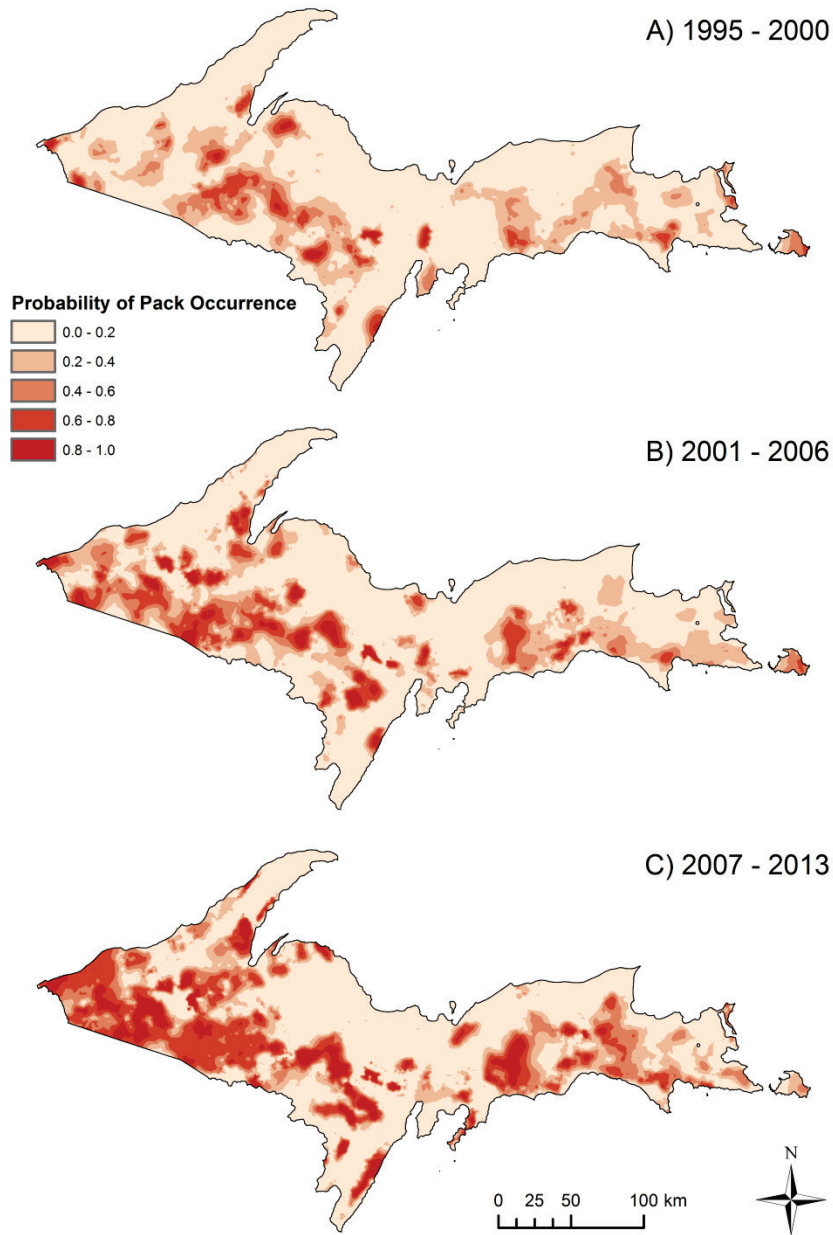 A) 1995 - 2000
Probability of Pack Occurrence
0.0 - 0.2
0.2 - 0.4
0.4 - 0.6
0.6 - 0.8
0.8 - 1.0
B) 2001 - 2006
C) 2007 - 2013
N
0 25 50 100 km